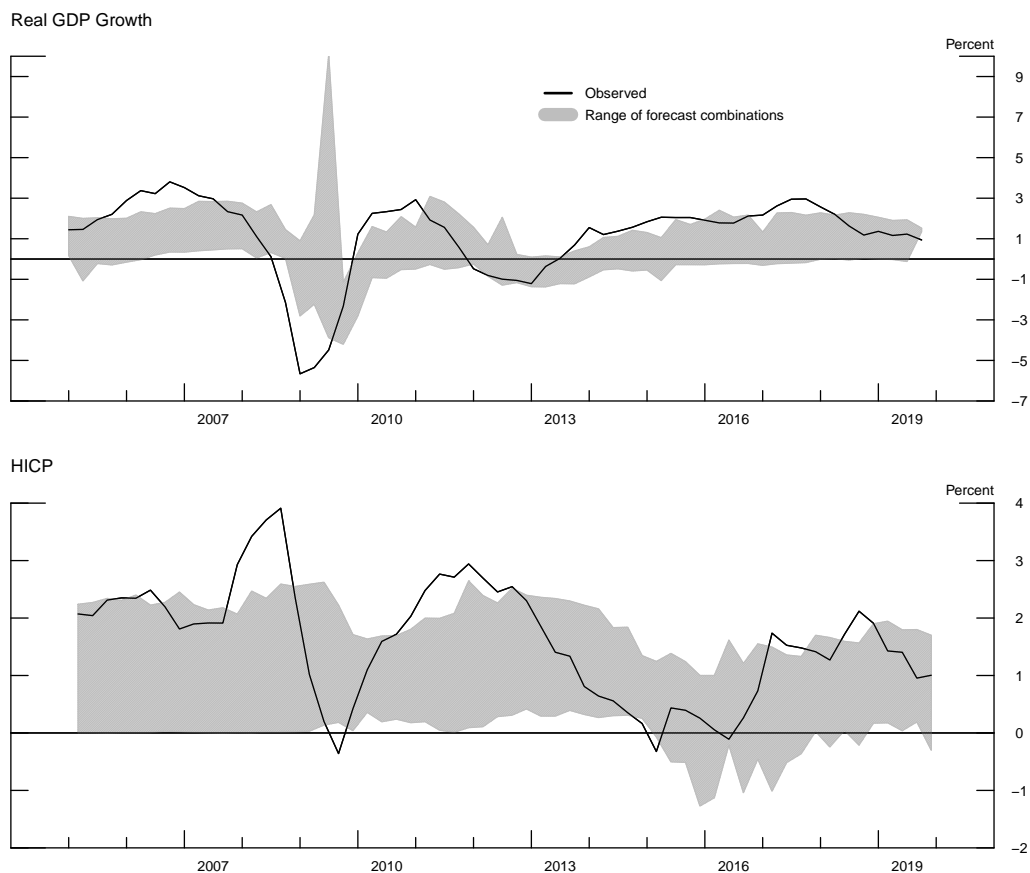 Real GDP Growth
Percent
9
7
5
3
1
−1
−3
−5
−7
Observed
Range of forecast combinations
2007 2010 2013 2016 2019
HICP
Percent
4
3
2
1
0
−1
−2
2007 2010 2013 2016 2019